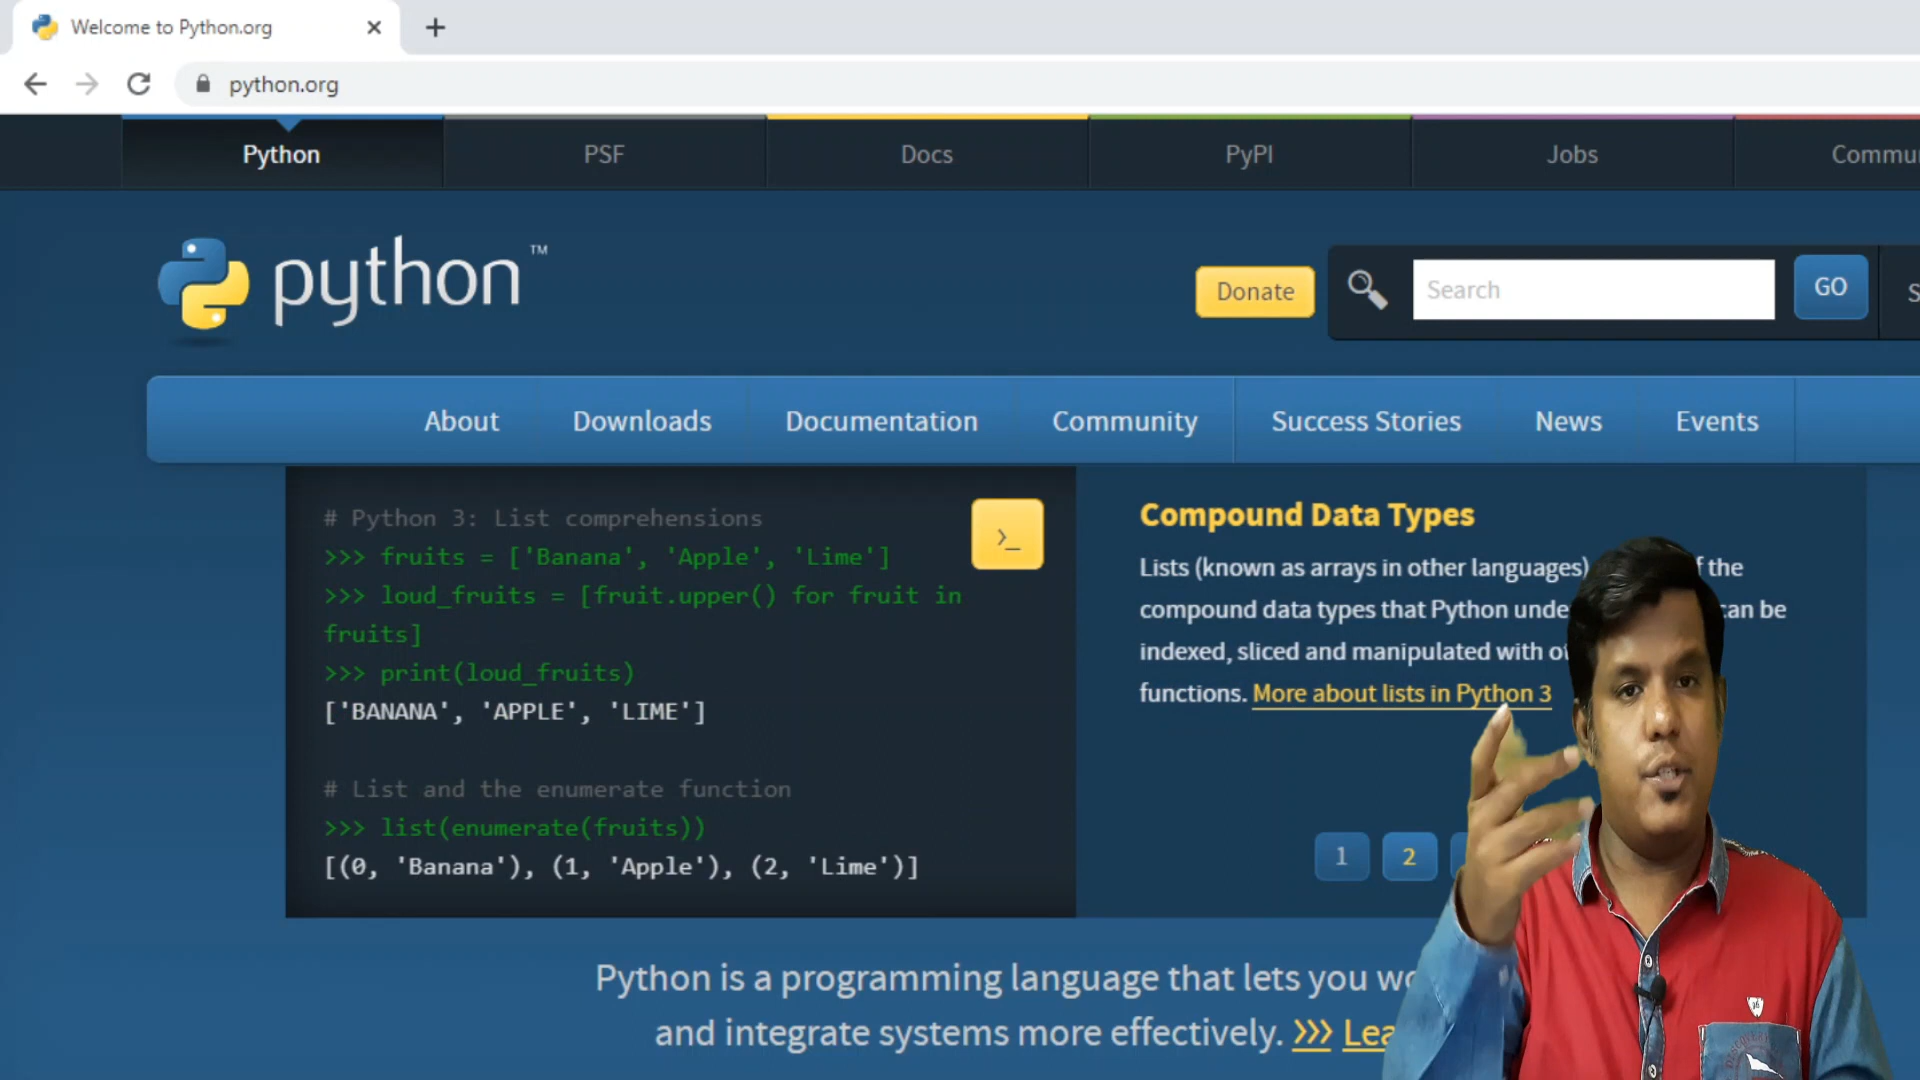 Welcome to Python.org
python.org
Python PSF Docs PyPI Jobs Commu
python™
Donate Search GO S
About Downloads Documentation Community Success Stories News Events
# Python 3: List comprehensions
>>> fruits = ['Banana', 'Apple', 'Lime']
>>> loud_fruits = [fruit.upper() for fruit in
fruits]
>>> print(loud_fruits)
['BANANA', 'APPLE', 'LIME']
# List and the enumerate function
>>> list(enumerate(fruits))
[(0, 'Banana'), (1, 'Apple'), (2, 'Lime')]
>_
Compound Data Types
Lists (known as arrays in other languages) f the
compound data types that Python unde can be
indexed, sliced and manipulated with ot
functions. More about lists in Python 3
1 2
Python is a programming language that lets you wo
and integrate systems more effectively. >>> Lea